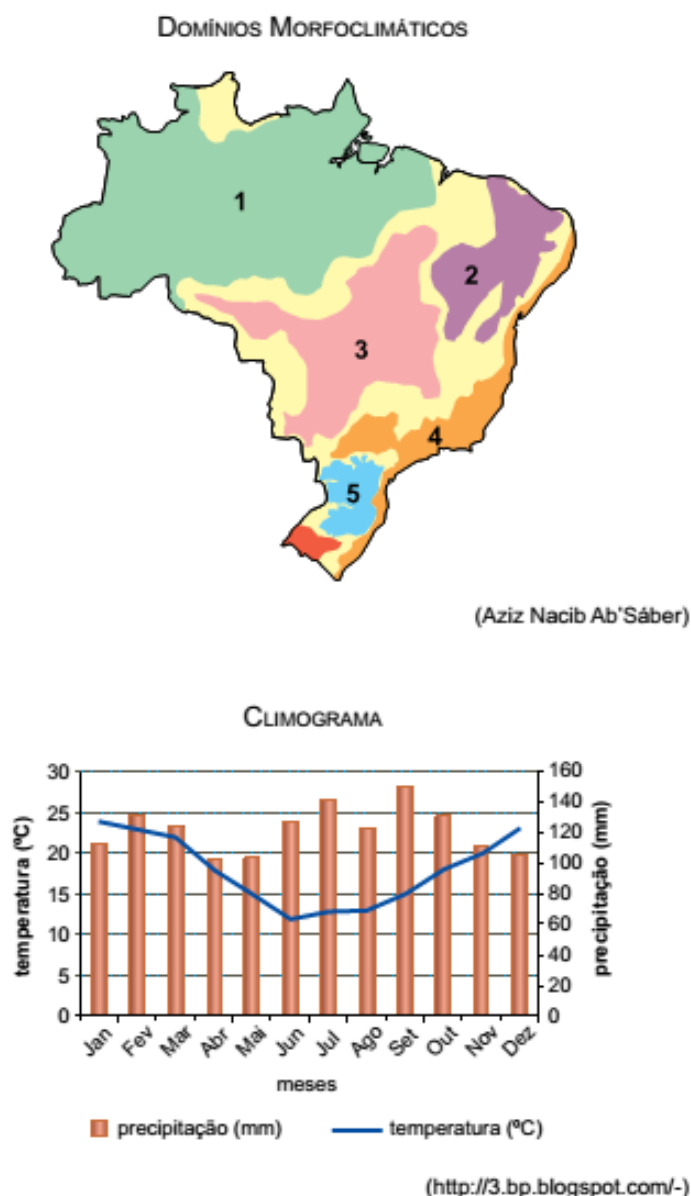 DOMÍNIOS MORFOCLIMÁTICOS
1
2
3
4
5
(Aziz Nacib Ab'Sáber)
CLIMOGRAMA
30
25
20
15
10
5
0
temperatura (ºC)
160
140
120
100
80
60
40
20
0
precipitação (mm)
Jan Fev Mar Abr Mai Jun Jul Ago Set Out Nov Dez
meses
precipitação (mm) temperatura (ºC)
(http://3.bp.blogspot.com/-)